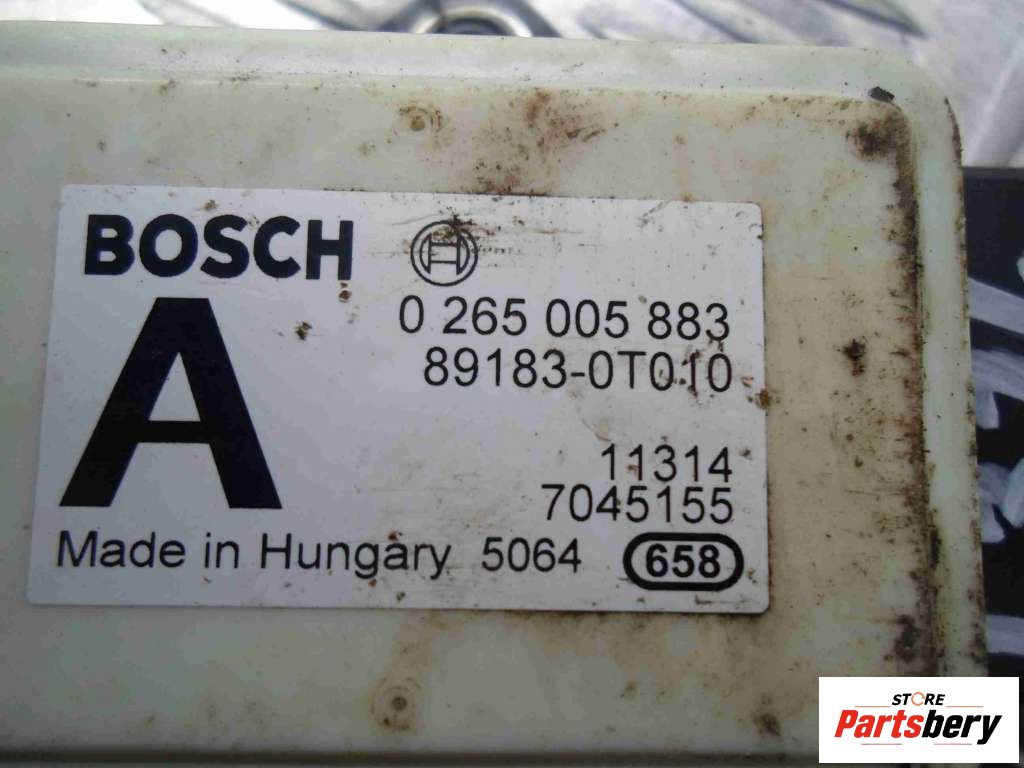 BOSCH
0 265 005 883
89183-0T010
A
11314
7045155
Made in Hungary 5064 658
STORE
Partsbery